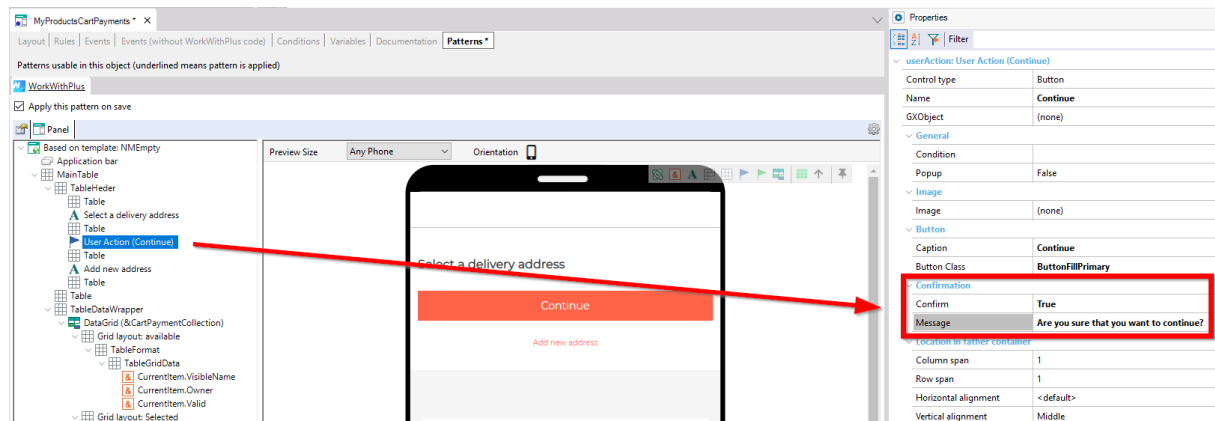 MyProductsCartPayments * ×
Layout | Rules | Events | Events (without WorkWithPlus code) | Conditions | Variables | Documentation | Patterns *
Patterns usable in this object (underlined means pattern is applied)
WorkWithPlus
Apply this pattern on save
Panel
Based on template: NMEmpty
Application bar
MainTable
TableHeder
Table
A Select a delivery address
Table
User Action (Continue)
Table
A Add new address
Table
Table
TableDataWrapper
DataGrid (&CartPaymentCollection)
Grid layout: available
TableFormat
TableGridData
& CurrentItem.VisibleName
& CurrentItem.Owner
& CurrentItem.Valid
Grid layout: Selected
Preview Size Any Phone Orientation
Select a delivery address
Continue
Add new address
Properties
Filter
userAction: User Action (Continue)
Control type Button
Name Continue
GXObject (none)
General
Condition
Popup False
Image
Image (none)
Button
Caption Continue
Button Class ButtonFillPrimary
Confirmation
Confirm True
Message Are you sure that you want to continue?
Location in father container
Column span 1
Row span 1
Horizontal alignment <default>
Vertical alignment Middle